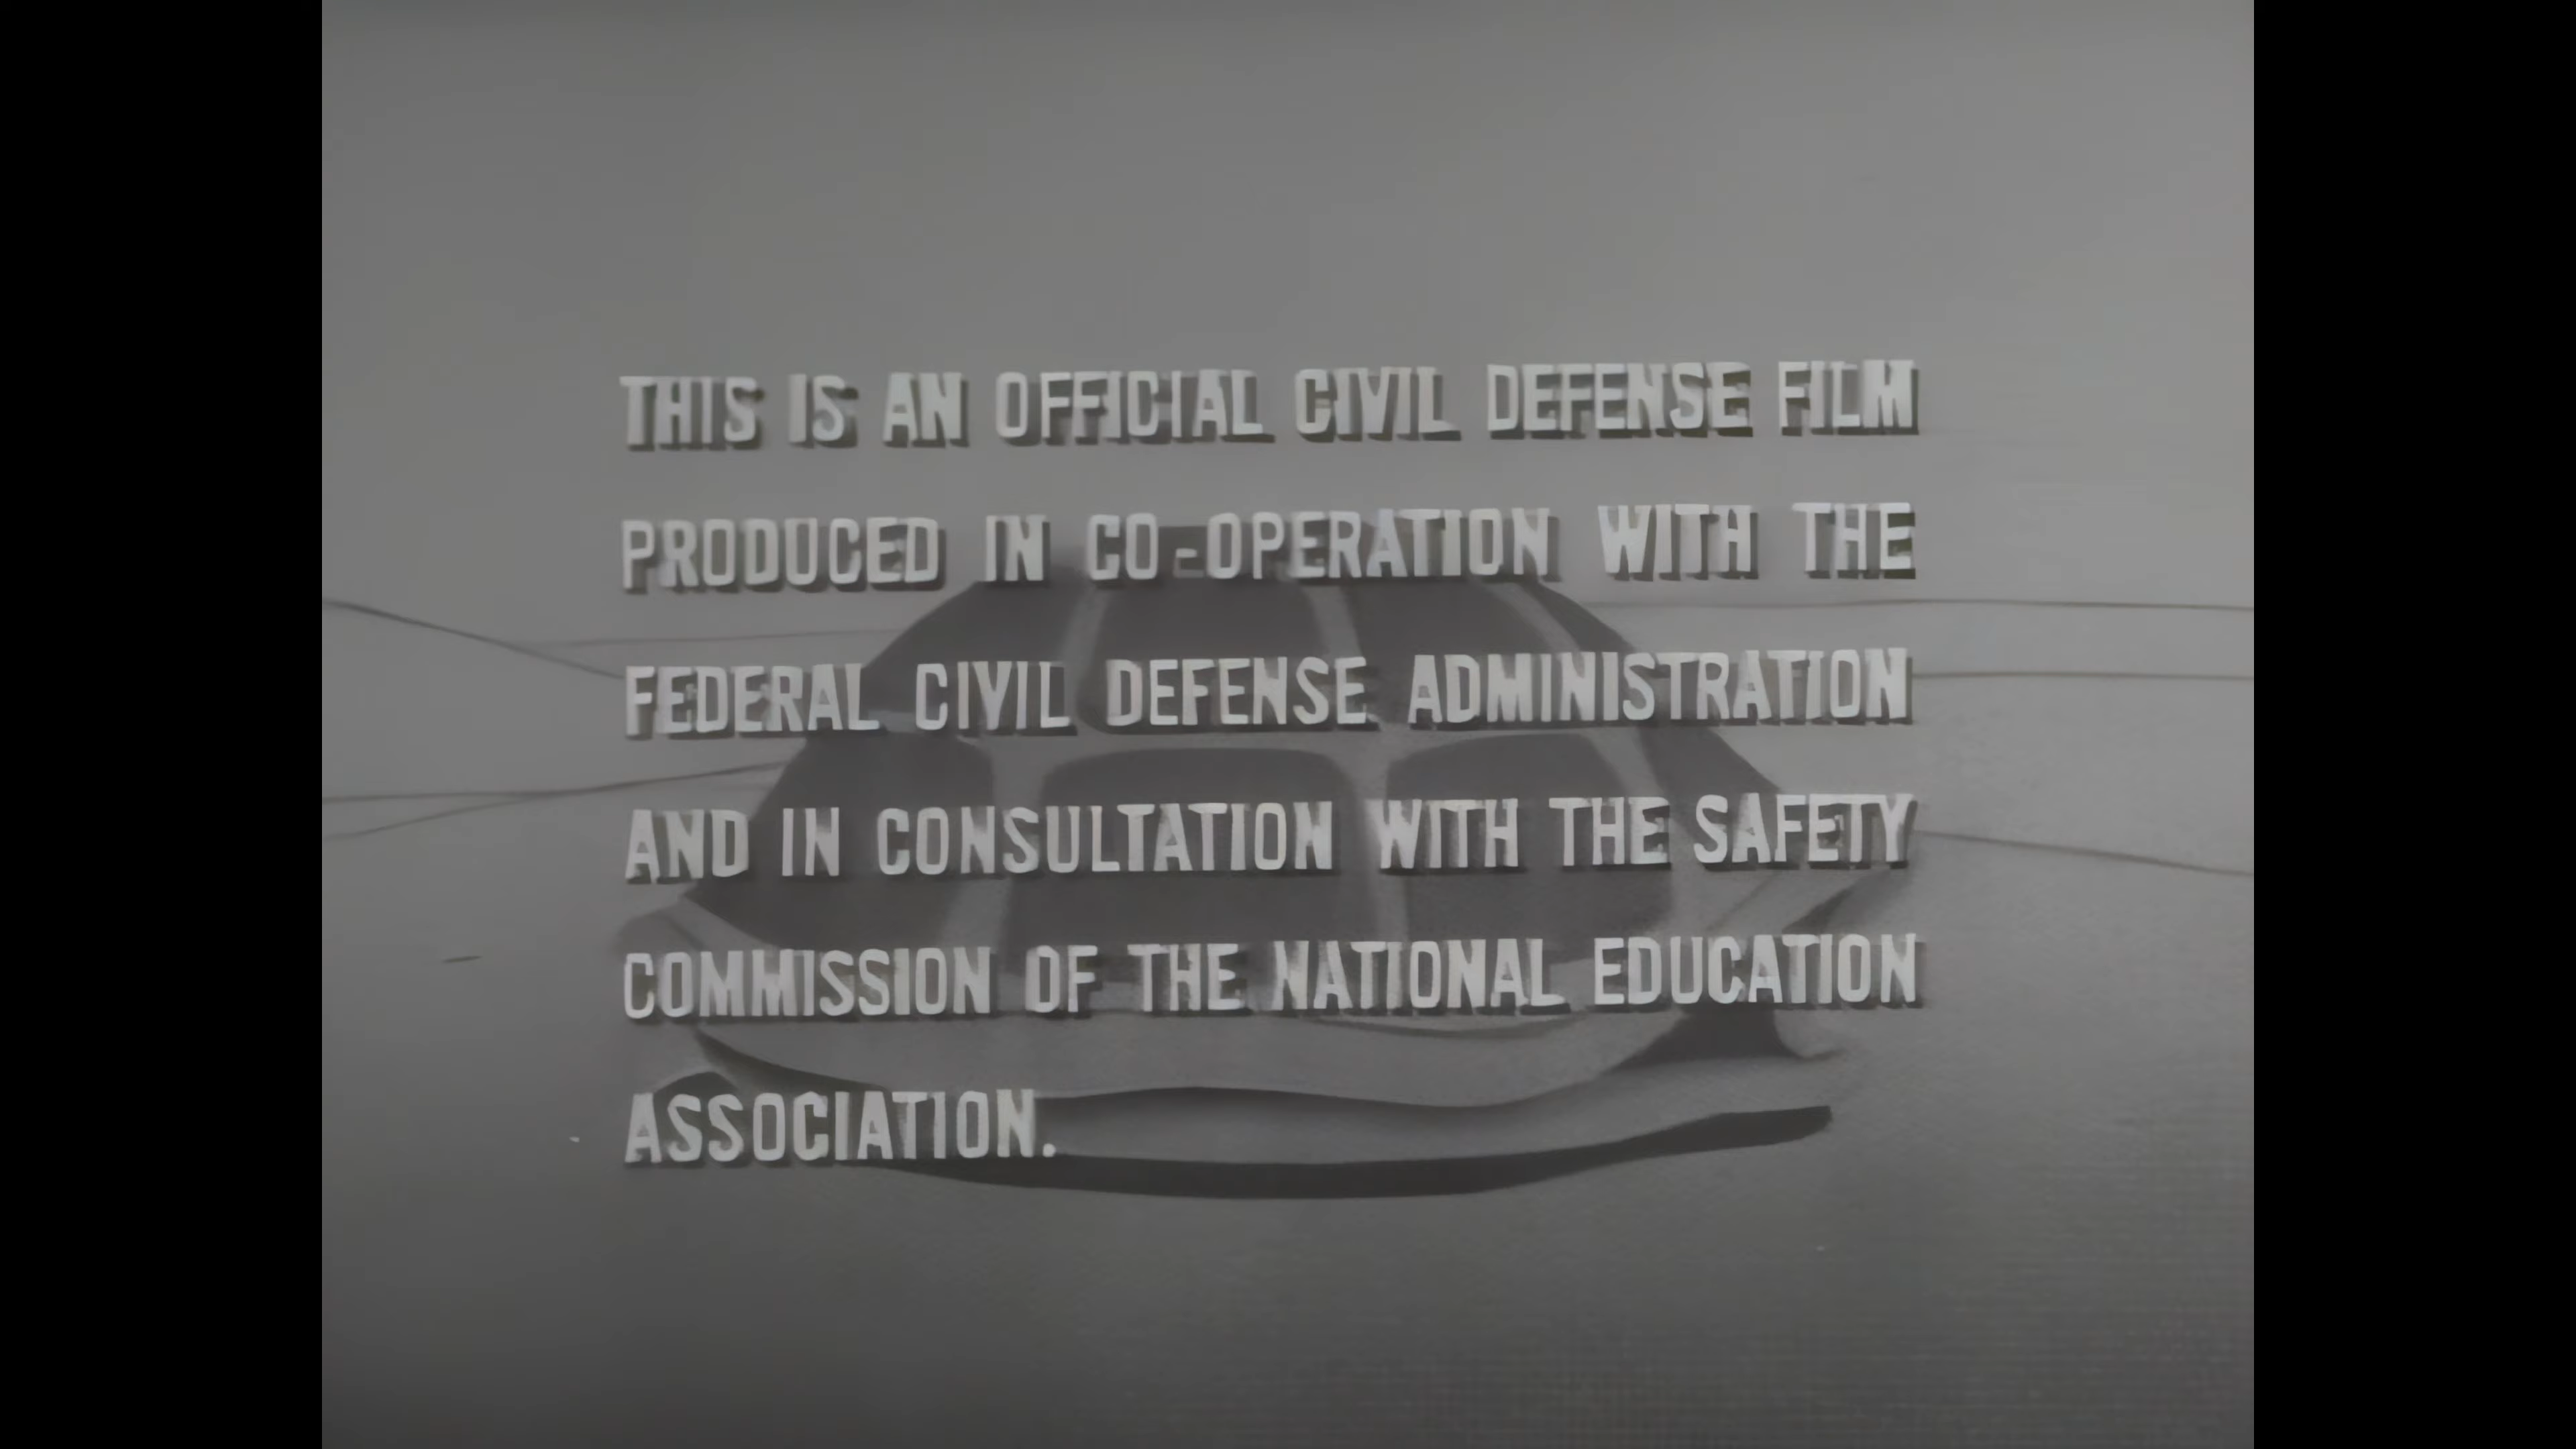 THIS IS AN OFFICIAL CIVIL DEFENSE FILM
PRODUCED IN CO-OPERATION WITH THE
FEDERAL CIVIL DEFENSE ADMINISTRATION
AND IN CONSULTATION WITH THE SAFETY
COMMISSION OF THE NATIONAL EDUCATION
ASSOCIATION.